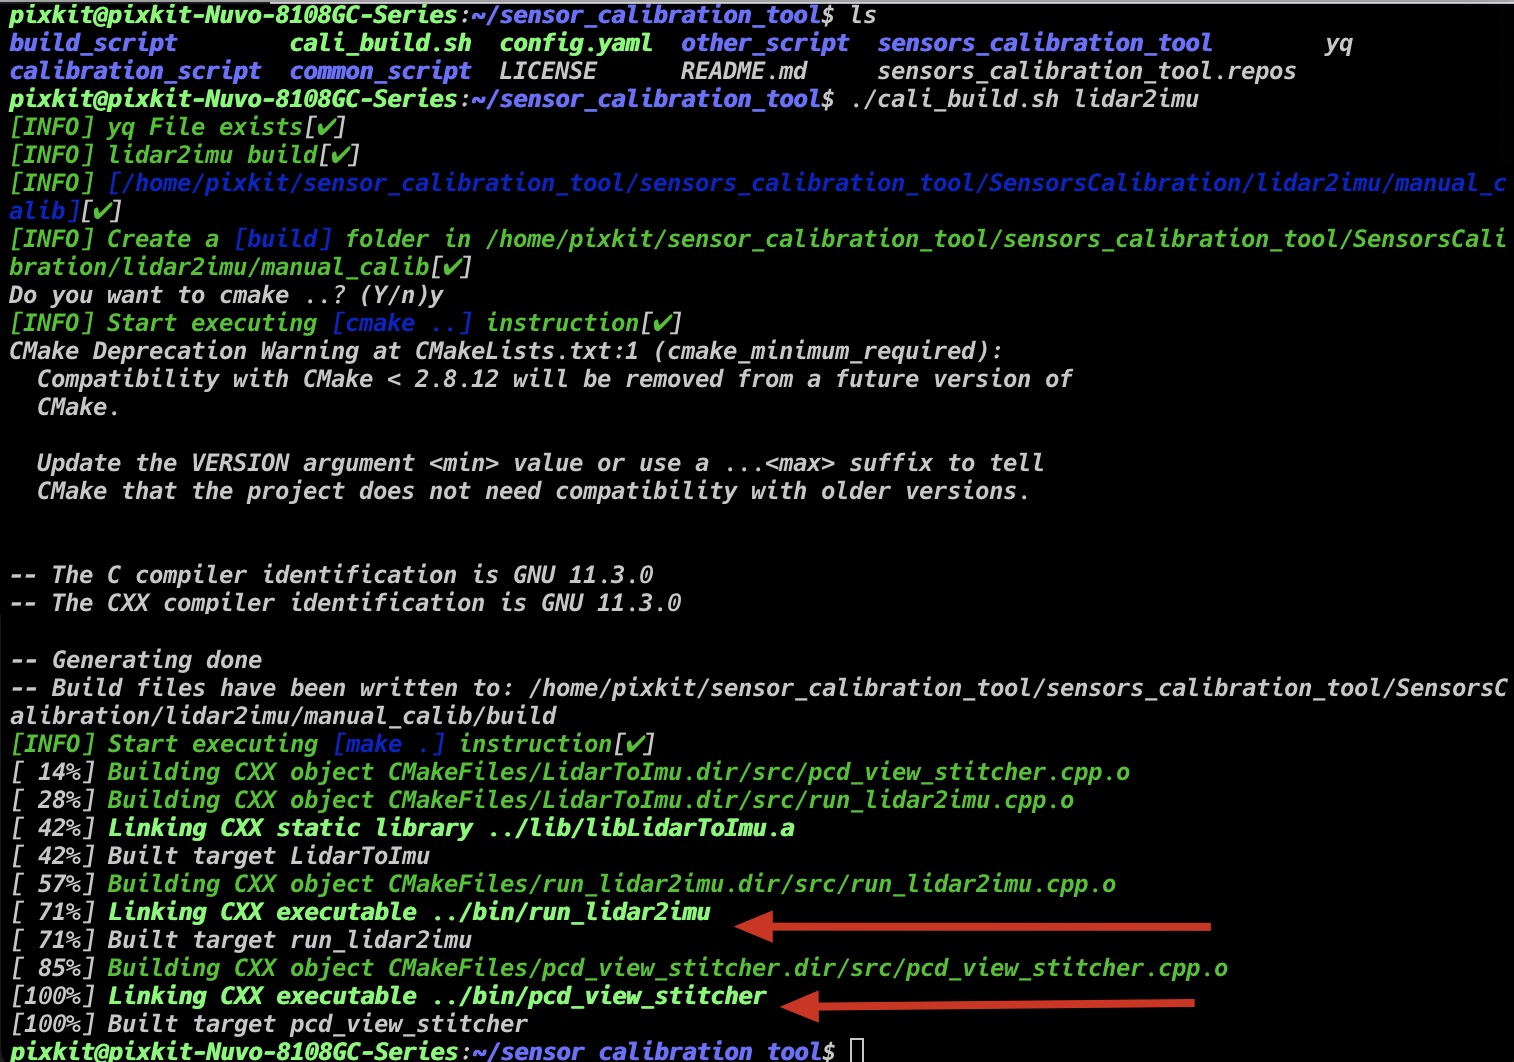 pixkit@pixkit-Nuvo-8108GC-Series:~/sensor_calibration_tool$ ls
build_script        cali_build.sh  config.yaml  other_script  sensors_calibration_tool        yq
calibration_script  common_script  LICENSE      README.md     sensors_calibration_tool.repos
pixkit@pixkit-Nuvo-8108GC-Series:~/sensor_calibration_tool$ ./cali_build.sh lidar2imu
[INFO] yq File exists[✔]
[INFO] lidar2imu build[✔]
[INFO] [/home/pixkit/sensor_calibration_tool/sensors_calibration_tool/SensorsCalibration/lidar2imu/manual_c
alib][✔]
[INFO] Create a [build] folder in /home/pixkit/sensor_calibration_tool/sensors_calibration_tool/SensorsCali
bration/lidar2imu/manual_calib[✔]
Do you want to cmake ..? (Y/n)y
[INFO] Start executing [cmake ..] instruction[✔]
CMake Deprecation Warning at CMakeLists.txt:1 (cmake_minimum_required):
  Compatibility with CMake < 2.8.12 will be removed from a future version of
  CMake.

  Update the VERSION argument <min> value or use a ...<max> suffix to tell
  CMake that the project does not need compatibility with older versions.


-- The C compiler identification is GNU 11.3.0
-- The CXX compiler identification is GNU 11.3.0

-- Generating done
-- Build files have been written to: /home/pixkit/sensor_calibration_tool/sensors_calibration_tool/SensorsC
alibration/lidar2imu/manual_calib/build
[INFO] Start executing [make .] instruction[✔]
[ 14%] Building CXX object CMakeFiles/LidarToImu.dir/src/pcd_view_stitcher.cpp.o
[ 28%] Building CXX object CMakeFiles/LidarToImu.dir/src/run_lidar2imu.cpp.o
[ 42%] Linking CXX static library ../lib/libLidarToImu.a
[ 42%] Built target LidarToImu
[ 57%] Building CXX object CMakeFiles/run_lidar2imu.dir/src/run_lidar2imu.cpp.o
[ 71%] Linking CXX executable ../bin/run_lidar2imu
[ 71%] Built target run_lidar2imu
[ 85%] Building CXX object CMakeFiles/pcd_view_stitcher.dir/src/pcd_view_stitcher.cpp.o
[100%] Linking CXX executable ../bin/pcd_view_stitcher
[100%] Built target pcd_view_stitcher
pixkit@pixkit-Nuvo-8108GC-Series:~/sensor_calibration_tool$